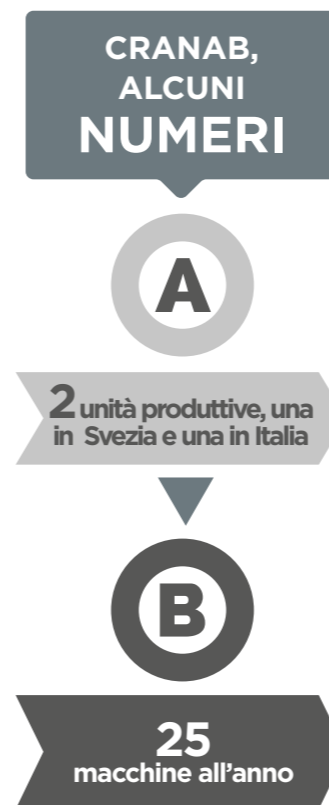 CRANAB,
ALCUNI
NUMERI
A
2 unità produttive, una
in Svezia e una in Italia
B
25
macchine all’anno